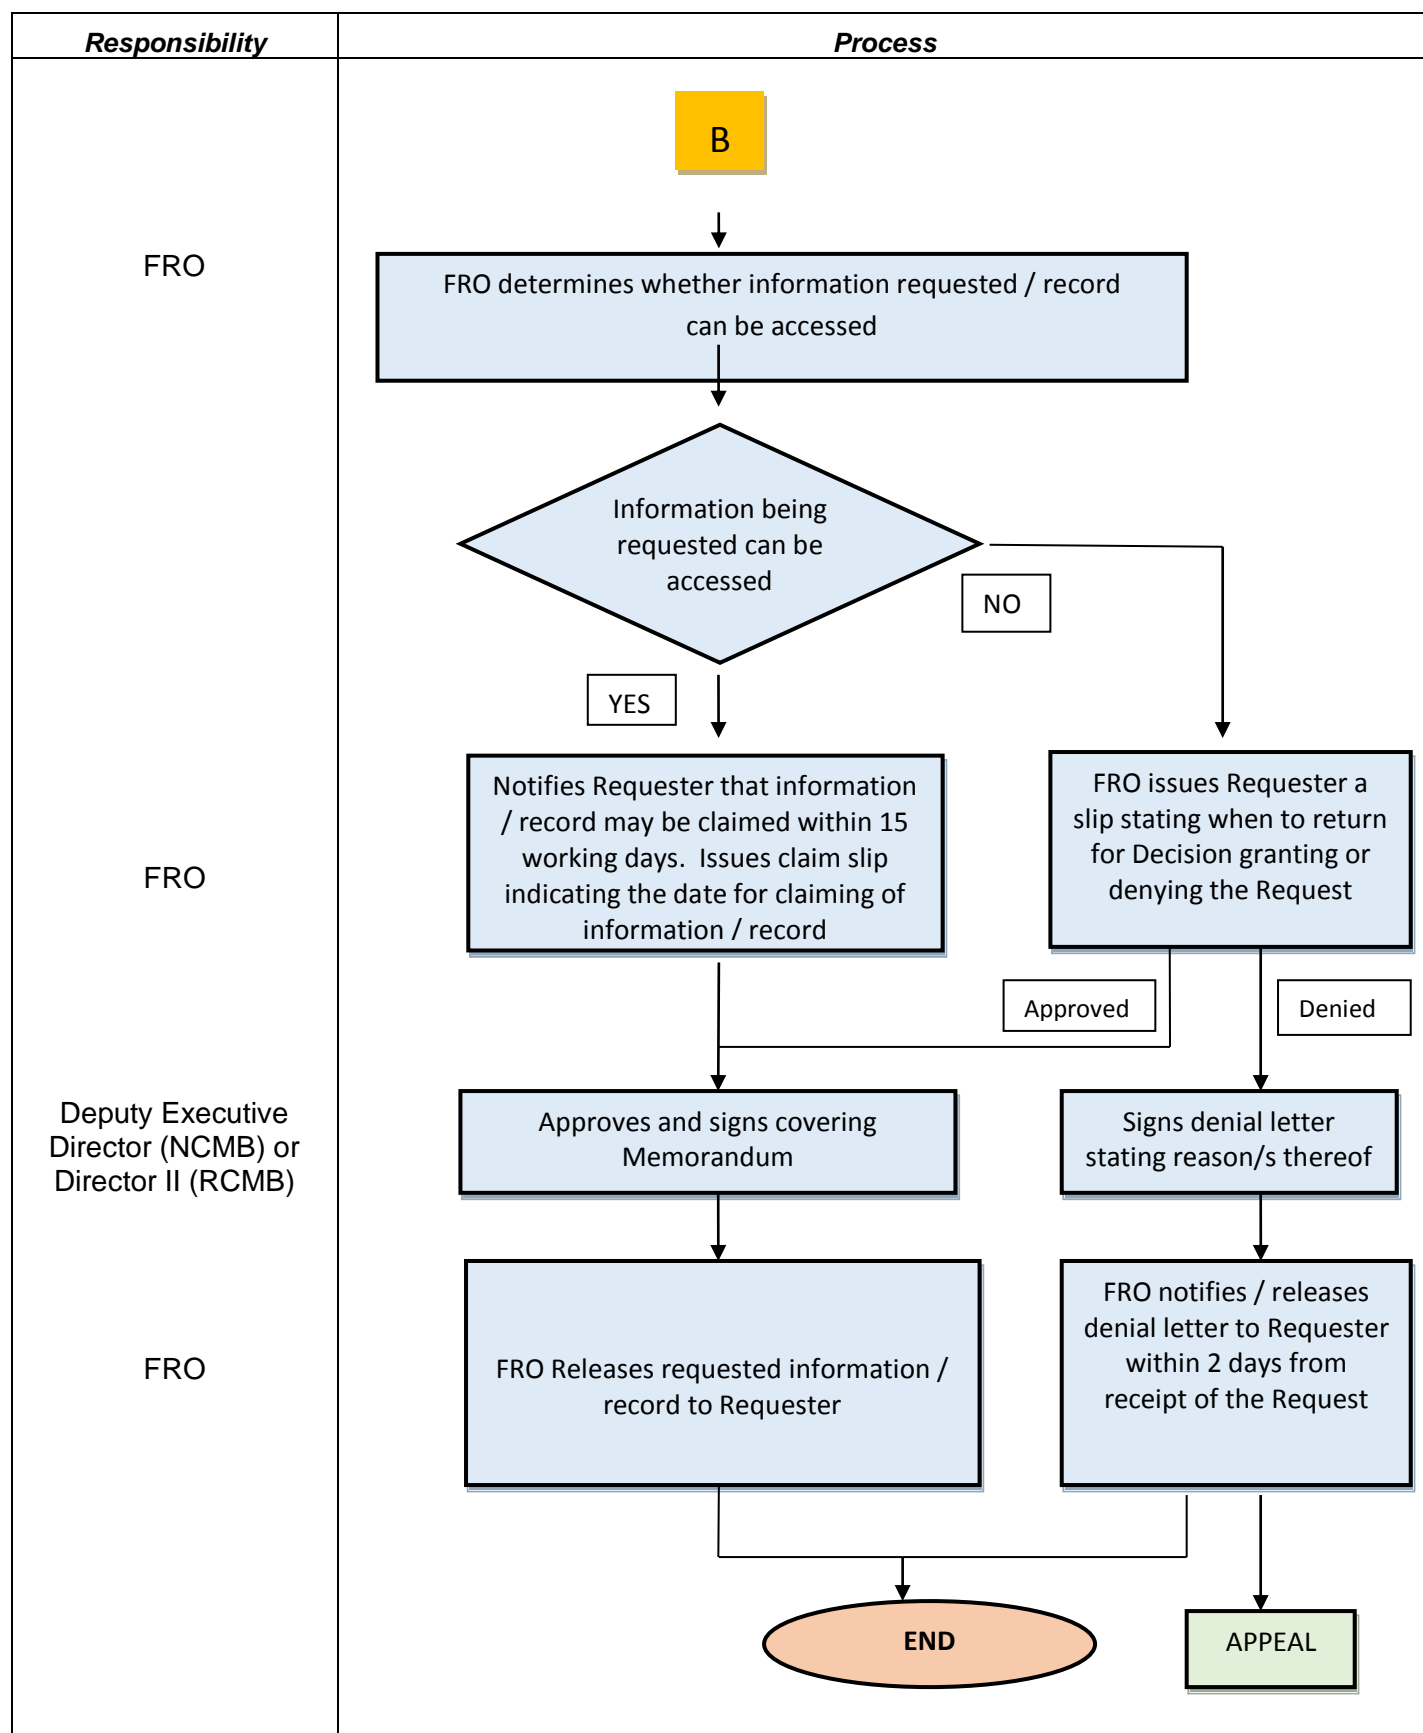 Responsibility
Process
B
FRO
FRO determines whether information requested / record
can be accessed
Information being
requested can be
accessed
NO
YES
FRO
Notifies Requester that information
/ record may be claimed within 15
working days.  Issues claim slip
indicating the date for claiming of
information / record
FRO issues Requester a
slip stating when to return
for Decision granting or
denying the Request
Approved
Denied
Deputy Executive
Director (NCMB) or
Director II (RCMB)
Approves and signs covering
Memorandum
Signs denial letter
stating reason/s thereof
FRO
FRO Releases requested information /
record to Requester
FRO notifies / releases
denial letter to Requester
within 2 days from
receipt of the Request
END
APPEAL